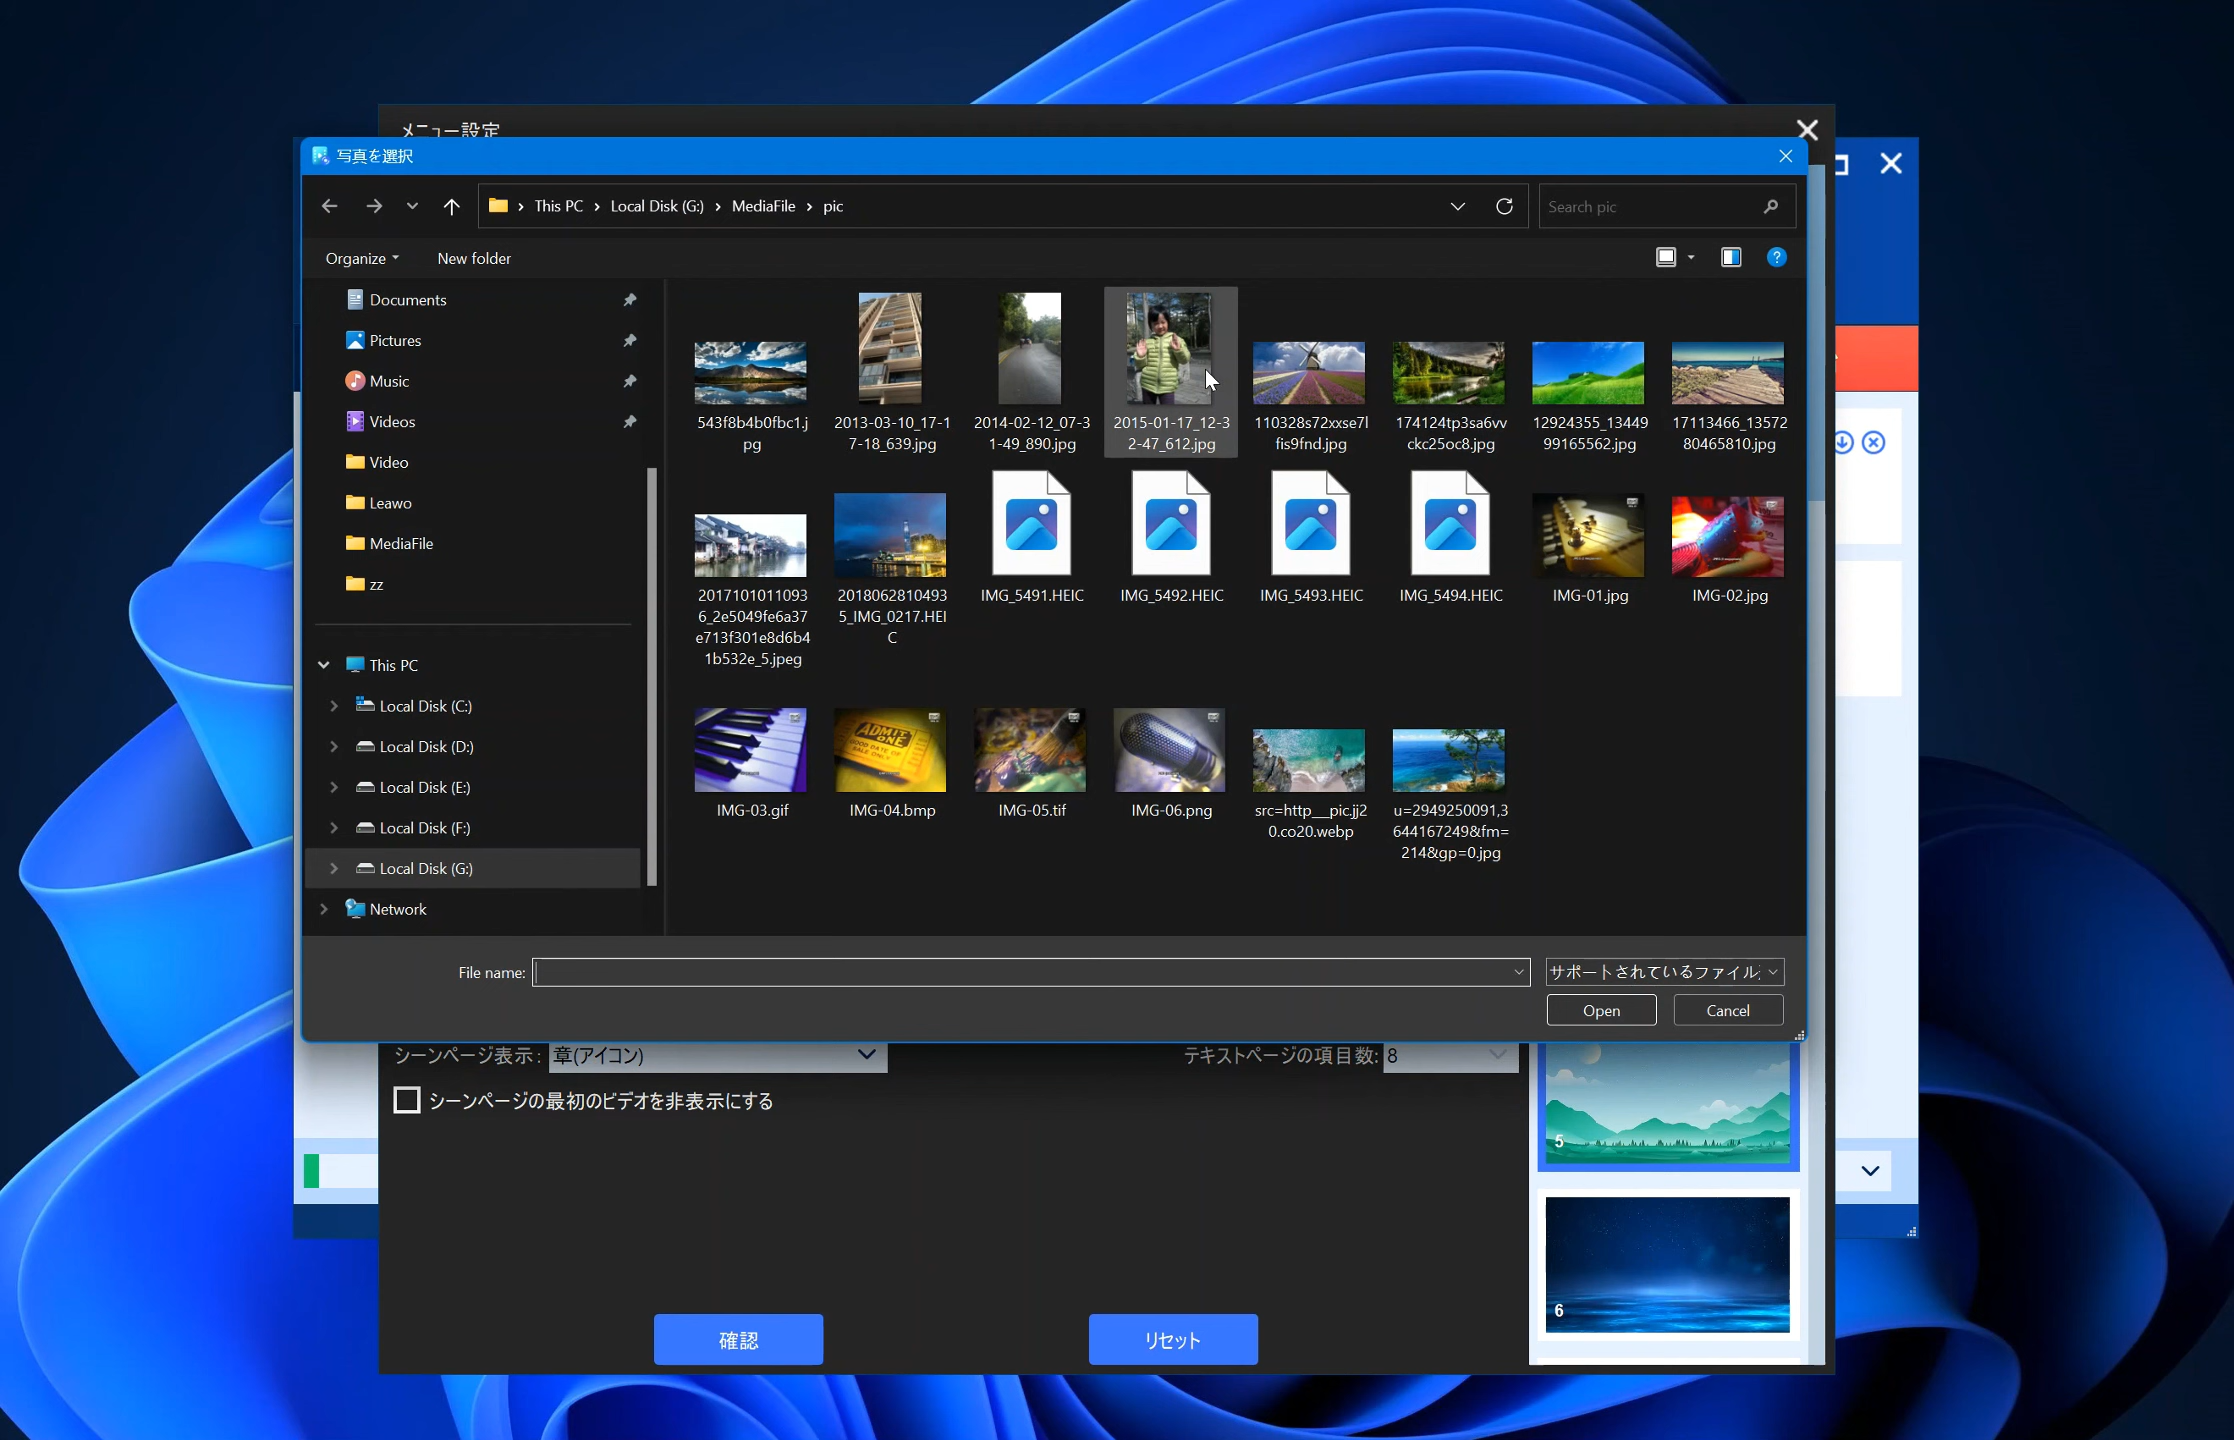 メニュー設定
写真を選択
This PC
Local Disk (G:)
MediaFile
pic
Search pic
Organize
New folder
Documents
Pictures
Music
Videos
Video
Leawo
MediaFile
zz
This PC
Local Disk (C:)
Local Disk (D:)
Local Disk (E:)
Local Disk (F:)
Local Disk (G:)
Network
543f8b4b0fbc1.j
pg
2013-03-10_17-1
7-18_639.jpg
2014-02-12_07-3
1-49_890.jpg
2015-01-17_12-3
2-47_612.jpg
110328s72xxse7l
fis9fnd.jpg
174124tp3sa6vv
ckc25oc8.jpg
12924355_13449
99165562.jpg
17113466_13572
80465810.jpg
2017101011093
6_2e5049fe6a37
e713f301e8d6b4
1b532e_5.jpeg
2018062810493
5_IMG_0217.HEI
C
IMG_5491.HEIC
IMG_5492.HEIC
IMG_5493.HEIC
IMG_5494.HEIC
IMG-01.jpg
IMG-02.jpg
ADMIT
ONE
IMG-03.gif
IMG-04.bmp
IMG-05.tif
IMG-06.png
src=http__pic.jj2
0.co20.webp
u=2949250091,3
644167249&fm=
214&gp=0.jpg
File name:
サポートされているファイル
Open
Cancel
シーンページ表示: 章(アイコン)
テキストページの項目数: 8
シーンページの最初のビデオを非表示にする
5
6
確認
リセット